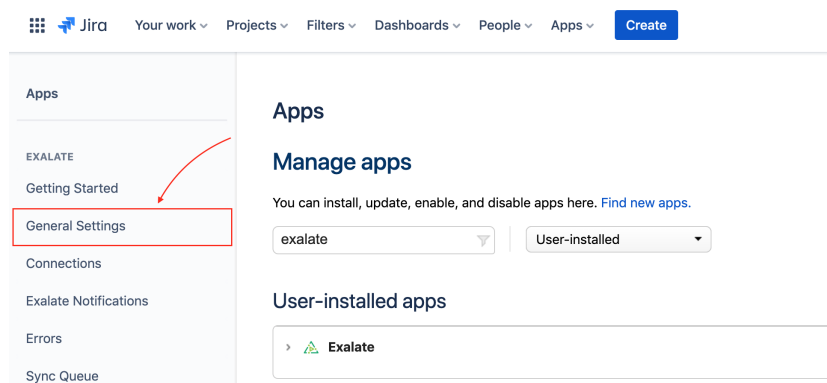 Jira Your work Projects Filters Dashboards People Apps Create
Apps
EXALATE
Getting Started
General Settings
Connections
Exalate Notifications
Errors
Sync Queue
Apps
Manage apps
You can install, update, enable, and disable apps here. Find new apps.
exalate User-installed
User-installed apps
Exalate